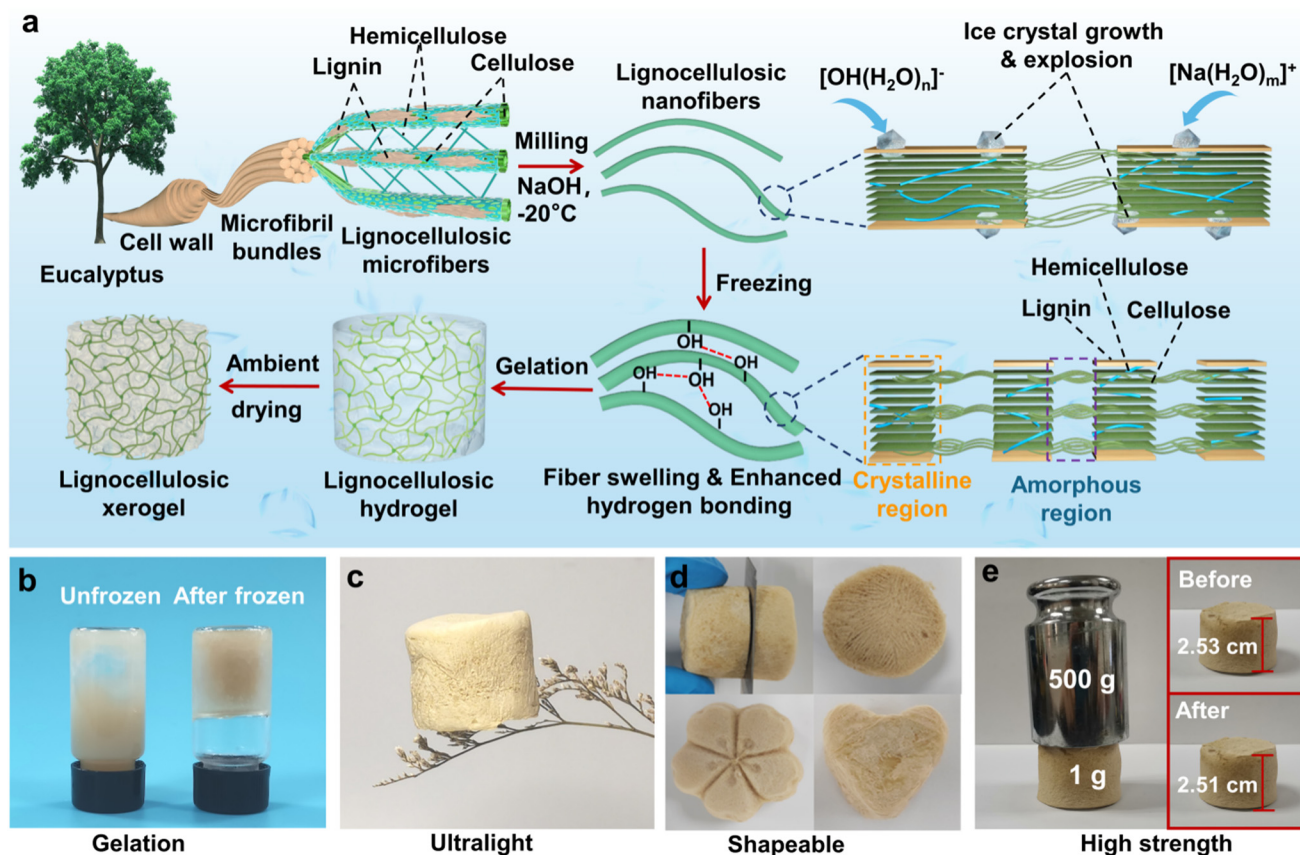 a
Hemicellulose
Lignin
Cellulose
Milling
NaOH,
-20°C
Cell wall
Microfibril
bundles
Lignocellulosic
microfibers
Eucalyptus
Lignocellulosic
nanofibers
Ice crystal growth
& explosion
[OH(H₂O)ₙ]⁻
[Na(H₂O)ₘ]⁺
Freezing
Hemicellulose
Lignin
Cellulose
Crystalline
region
Amorphous
region
OH
OH
OH
OH
OH
Fiber swelling & Enhanced
hydrogen bonding
Gelation
Lignocellulosic
hydrogel
Ambient
drying
Lignocellulosic
xerogel
b
Unfrozen
After frozen
Gelation
c
Ultralight
d
Shapeable
e
500 g
1 g
Before
2.53 cm
After
2.51 cm
High strength